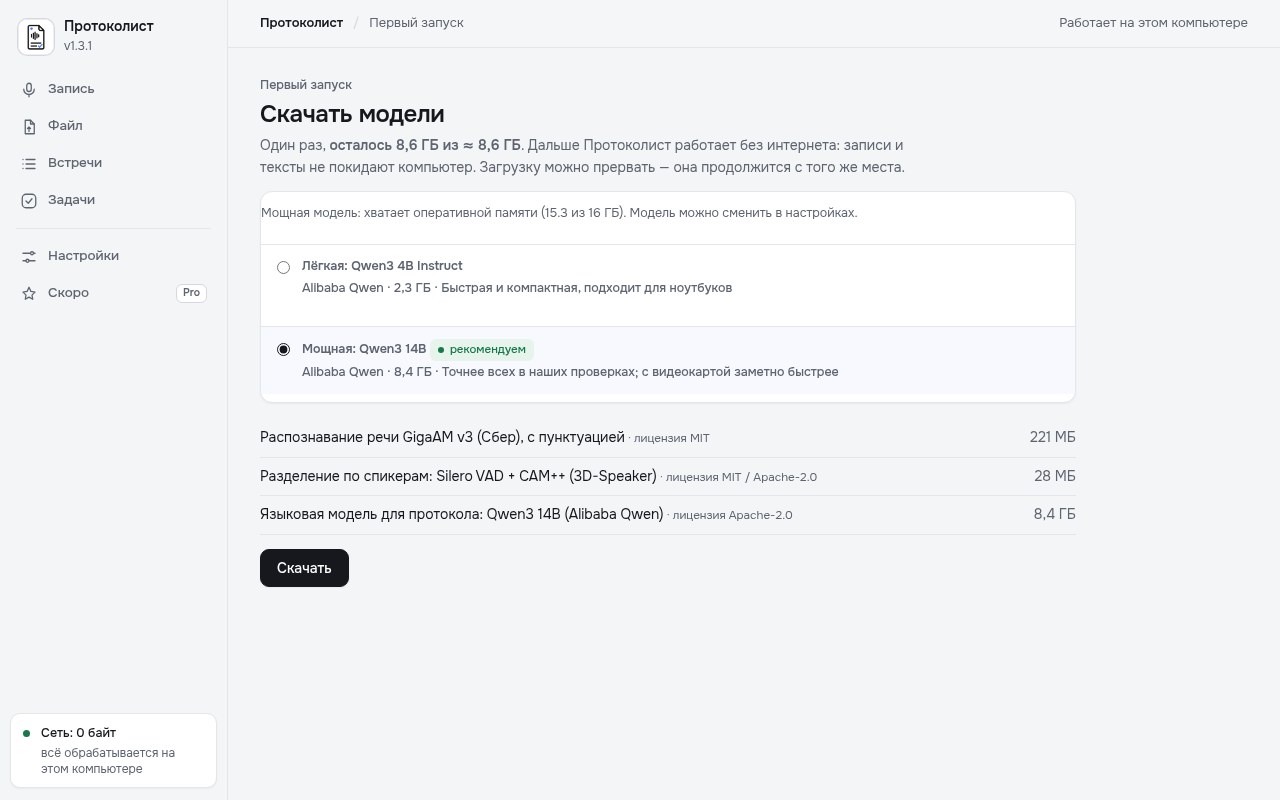 Протоколист
v1.3.1
Запись
Файл
Встречи
Задачи
Настройки
Скоро
Pro
Сеть: 0 байт
всё обрабатывается на
этом компьютере
Протоколист / Первый запуск
Работает на этом компьютере
Первый запуск
Скачать модели
Один раз, осталось 8,6 ГБ из ≈ 8,6 ГБ. Дальше Протоколист работает без интернета: записи и
тексты не покидают компьютер. Загрузку можно прервать — она продолжится с того же места.
Мощная модель: хватает оперативной памяти (15.3 из 16 ГБ). Модель можно сменить в настройках.
Лёгкая: Qwen3 4B Instruct
Alibaba Qwen · 2,3 ГБ · Быстрая и компактная, подходит для ноутбуков
Мощная: Qwen3 14B рекомендуем
Alibaba Qwen · 8,4 ГБ · Точнее всех в наших проверках; с видеокартой заметно быстрее
Распознавание речи GigaAM v3 (Сбер), с пунктуацией · лицензия MIT 221 МБ
Разделение по спикерам: Silero VAD + CAM++ (3D-Speaker) · лицензия MIT / Apache-2.0 28 МБ
Языковая модель для протокола: Qwen3 14B (Alibaba Qwen) · лицензия Apache-2.0 8,4 ГБ
Скачать